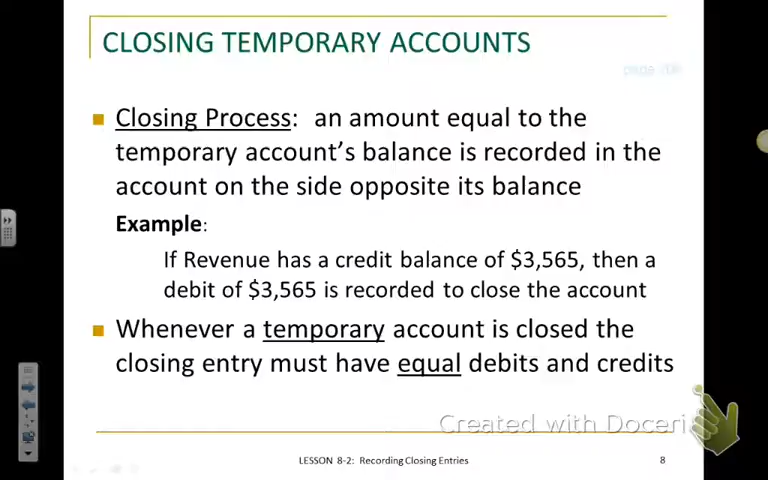 CLOSING TEMPORARY ACCOUNTS
Closing Process: an amount equal to the
temporary account's balance is recorded in the
account on the side opposite its balance
Example:
If Revenue has a credit balance of $3,565, then a
debit of $3,565 is recorded to close the account
Whenever a temporary account is closed the
closing entry must have equal debits and credits
Created with Doceri
LESSON 8-2: Recording Closing Entries
8